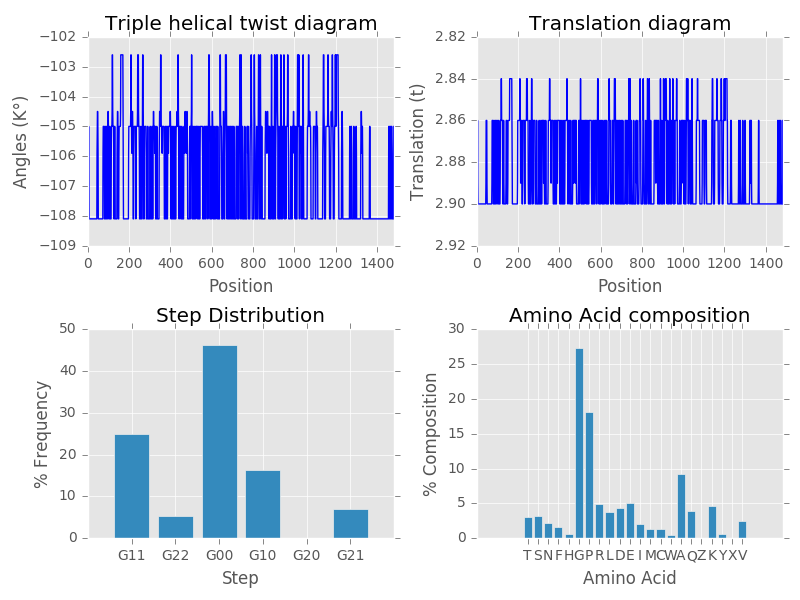 Triple helical twist diagram
−102
−103
−104
−105
−106
−107
−108
−109
Angles (K°)
0 200 400 600 800 1000 1200 1400
Position
Translation diagram
2.82
2.84
2.86
2.88
2.90
2.92
Translation (t)
0 200 400 600 800 1000 1200 1400
Position
Step Distribution
50
40
30
20
10
0
% Frequency
G11 G22 G00 G10 G20 G21
Step
Amino Acid composition
30
25
20
15
10
5
0
% Composition
T S N F H G P R L D E I M C W A Q Z K Y X V
Amino Acid